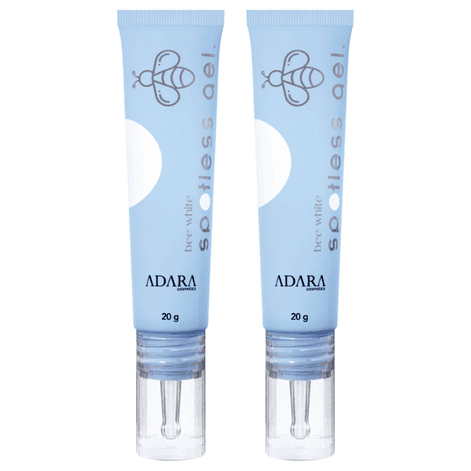 bee white
spotless gel.
ADARA
cosmetics
20 g
bee white
spotless gel.
ADARA
cosmetics
20 g